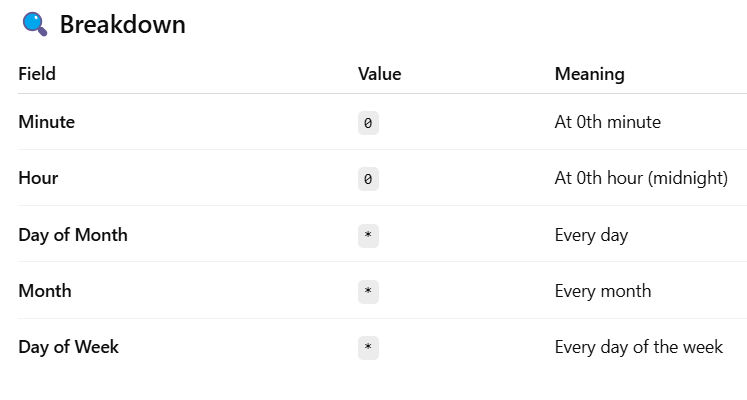 🔍 Breakdown
Field Value Meaning
Minute 0 At 0th minute
Hour 0 At 0th hour (midnight)
Day of Month * Every day
Month * Every month
Day of Week * Every day of the week